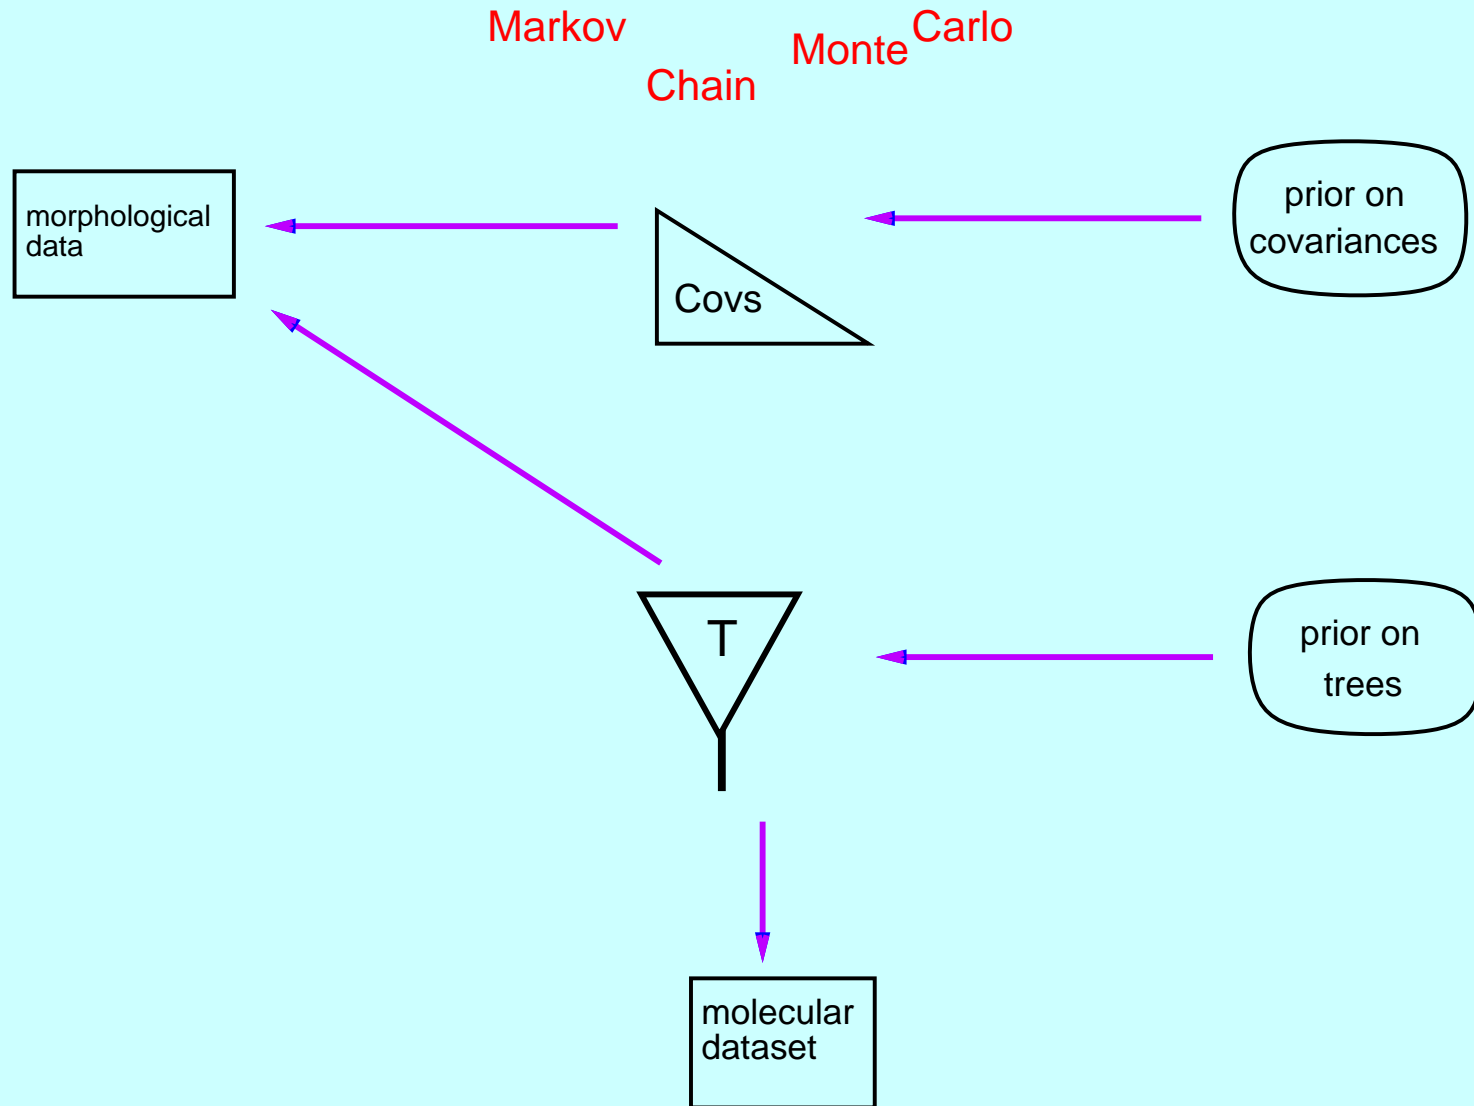 Markov
Chain
Monte
Carlo
morphological
data
Covs
prior on
covariances
T
prior on
trees
molecular
dataset